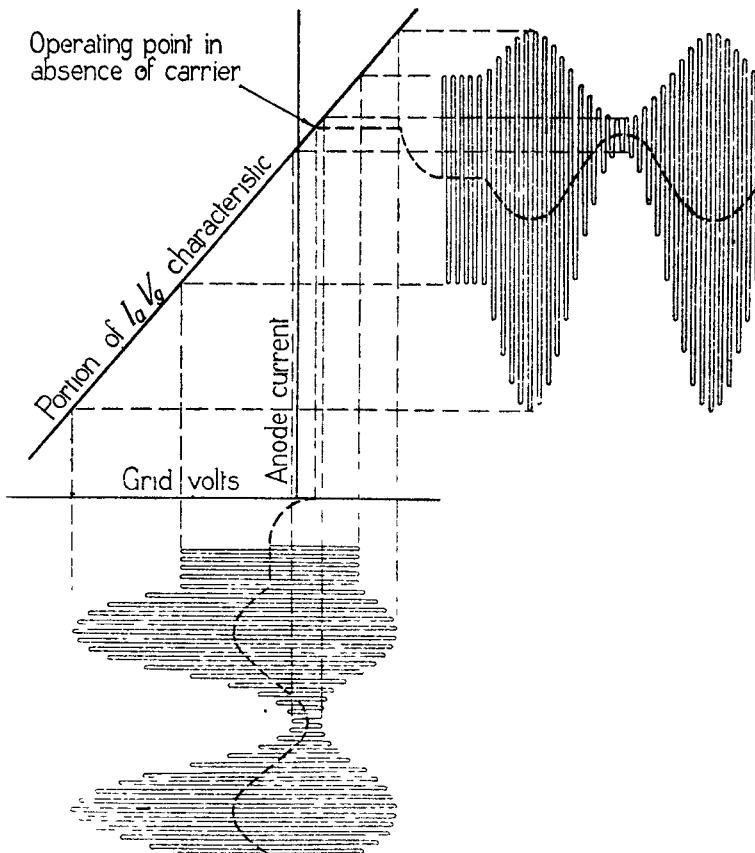 Operating point in
absence of carrier
Portion of IaVg characteristic
Anode current
Grid volts